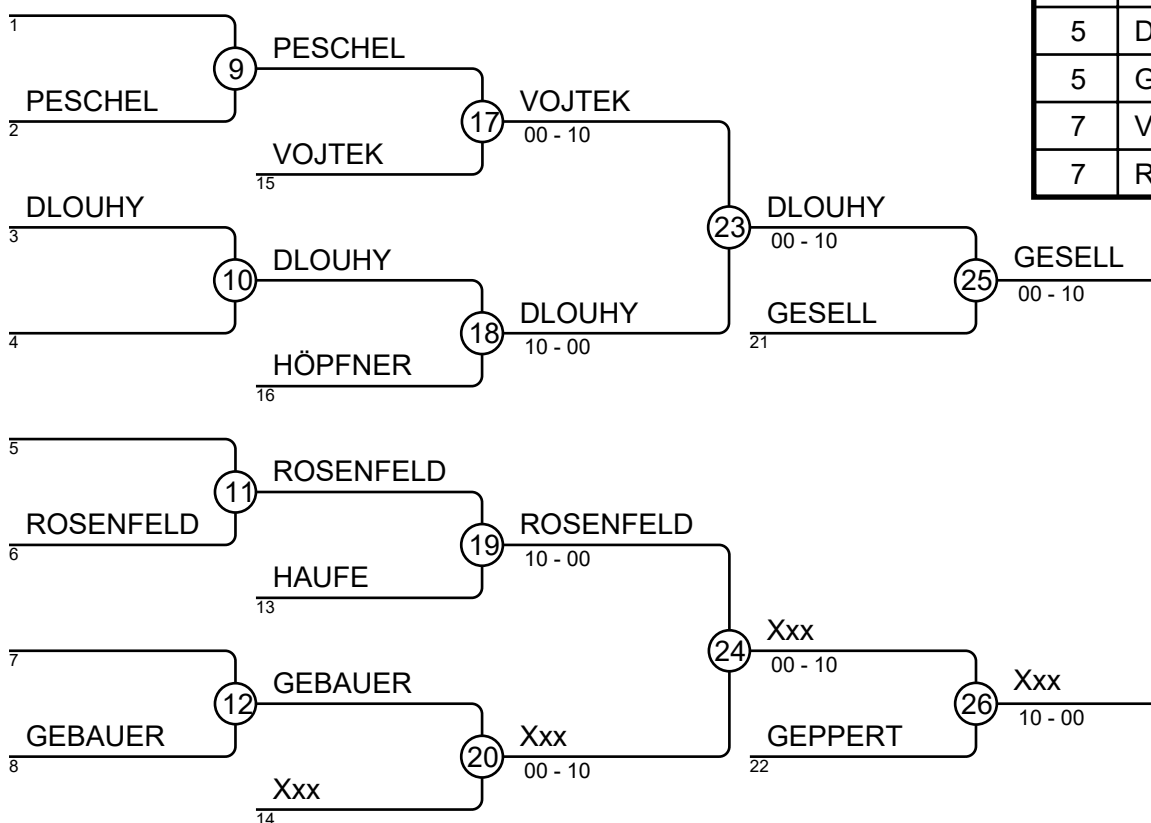 1
5 D
9
PESCHEL
5 G
PESCHEL
2
17
VOJTEK
00 - 10
7 V
VOJTEK
15
7 R
DLOUHY
3
23
DLOUHY
00 - 10
10
DLOUHY
25
GESELL
00 - 10
4
18
DLOUHY
10 - 00
GESELL
21
HÖPFNER
16
5
11
ROSENFELD
ROSENFELD
6
19
ROSENFELD
10 - 00
HAUFE
13
7
24
Xxx
00 - 10
12
GEBAUER
26
Xxx
10 - 00
GEBAUER
8
20
Xxx
00 - 10
GEPPERT
22
Xxx
14